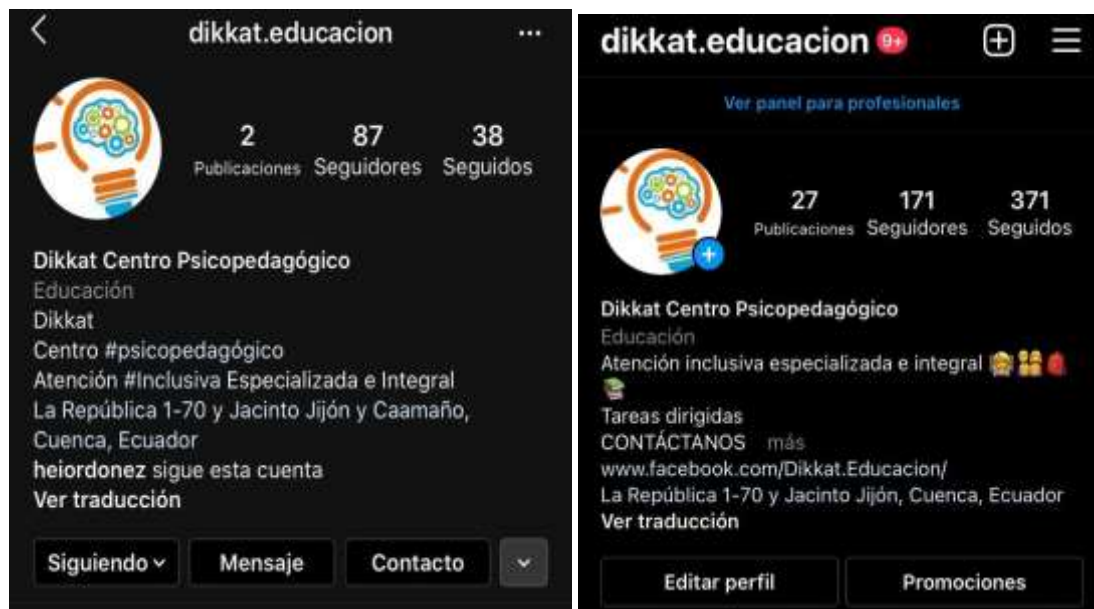 dikkat.educacion
2 87 38
Publicaciones Seguidores Seguidos
Dikkat Centro Psicopedagógico
Educación
Dikkat
Centro #psicopedagógico
Atención #Inclusiva Especializada e Integral
La República 1-70 y Jacinto Jijón y Caamaño,
Cuenca, Ecuador
heiordonez sigue esta cuenta
Ver traducción
Siguiendo Mensaje Contacto
dikkat.educacion 9+
Ver panel para profesionales
27 171 371
Publicaciones Seguidores Seguidos
Dikkat Centro Psicopedagógico
Educación
Atención inclusiva especializada e integral
Tareas dirigidas
CONTÁCTANOS más
www.facebook.com/Dikkat.Educacion/
La República 1-70 y Jacinto Jijón, Cuenca, Ecuador
Ver traducción
Editar perfil Promociones